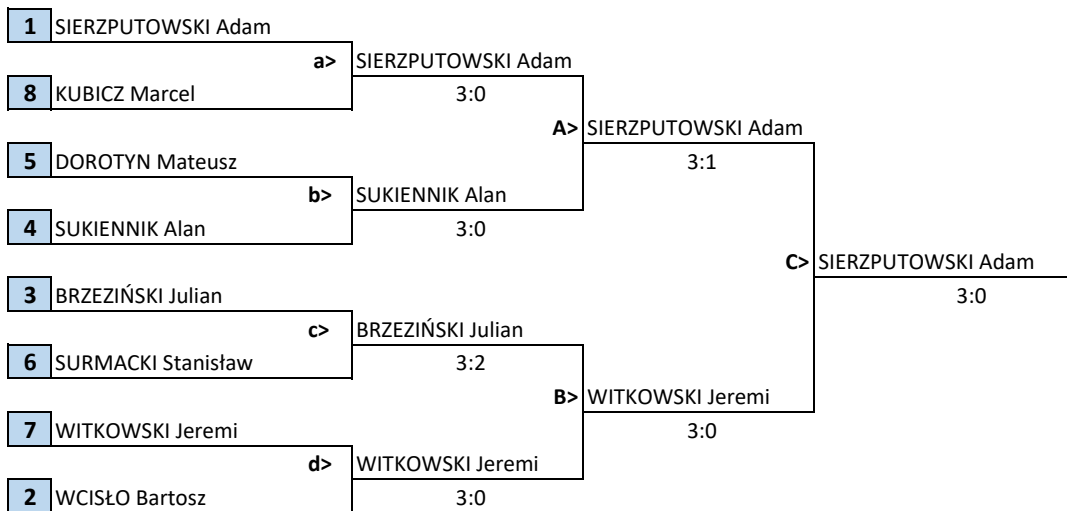 1 SIERZPUTOWSKI Adam
a> SIERZPUTOWSKI Adam
8 KUBICZ Marcel
3:0
A> SIERZPUTOWSKI Adam
5 DOROTYN Mateusz
3:1
b> SUKIENNIK Alan
4 SUKIENNIK Alan
3:0
C> SIERZPUTOWSKI Adam
3 BRZEZIŃSKI Julian
3:0
c> BRZEZIŃSKI Julian
6 SURMACKI Stanisław
3:2
B> WITKOWSKI Jeremi
7 WITKOWSKI Jeremi
3:0
d> WITKOWSKI Jeremi
2 WCISŁO Bartosz
3:0